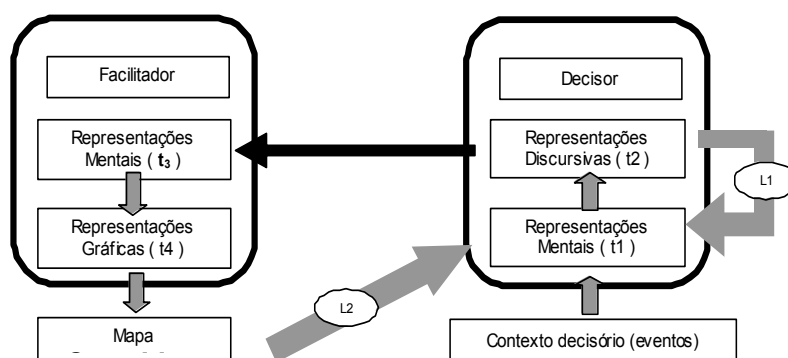 Facilitador
Representações
Mentais ( t₃ )
Representações
Gráficas ( t4 )
Mapa
Decisor
Representações
Discursivas ( t2 )
L1
Representações
Mentais ( t1 )
L2
Contexto decisório (eventos)